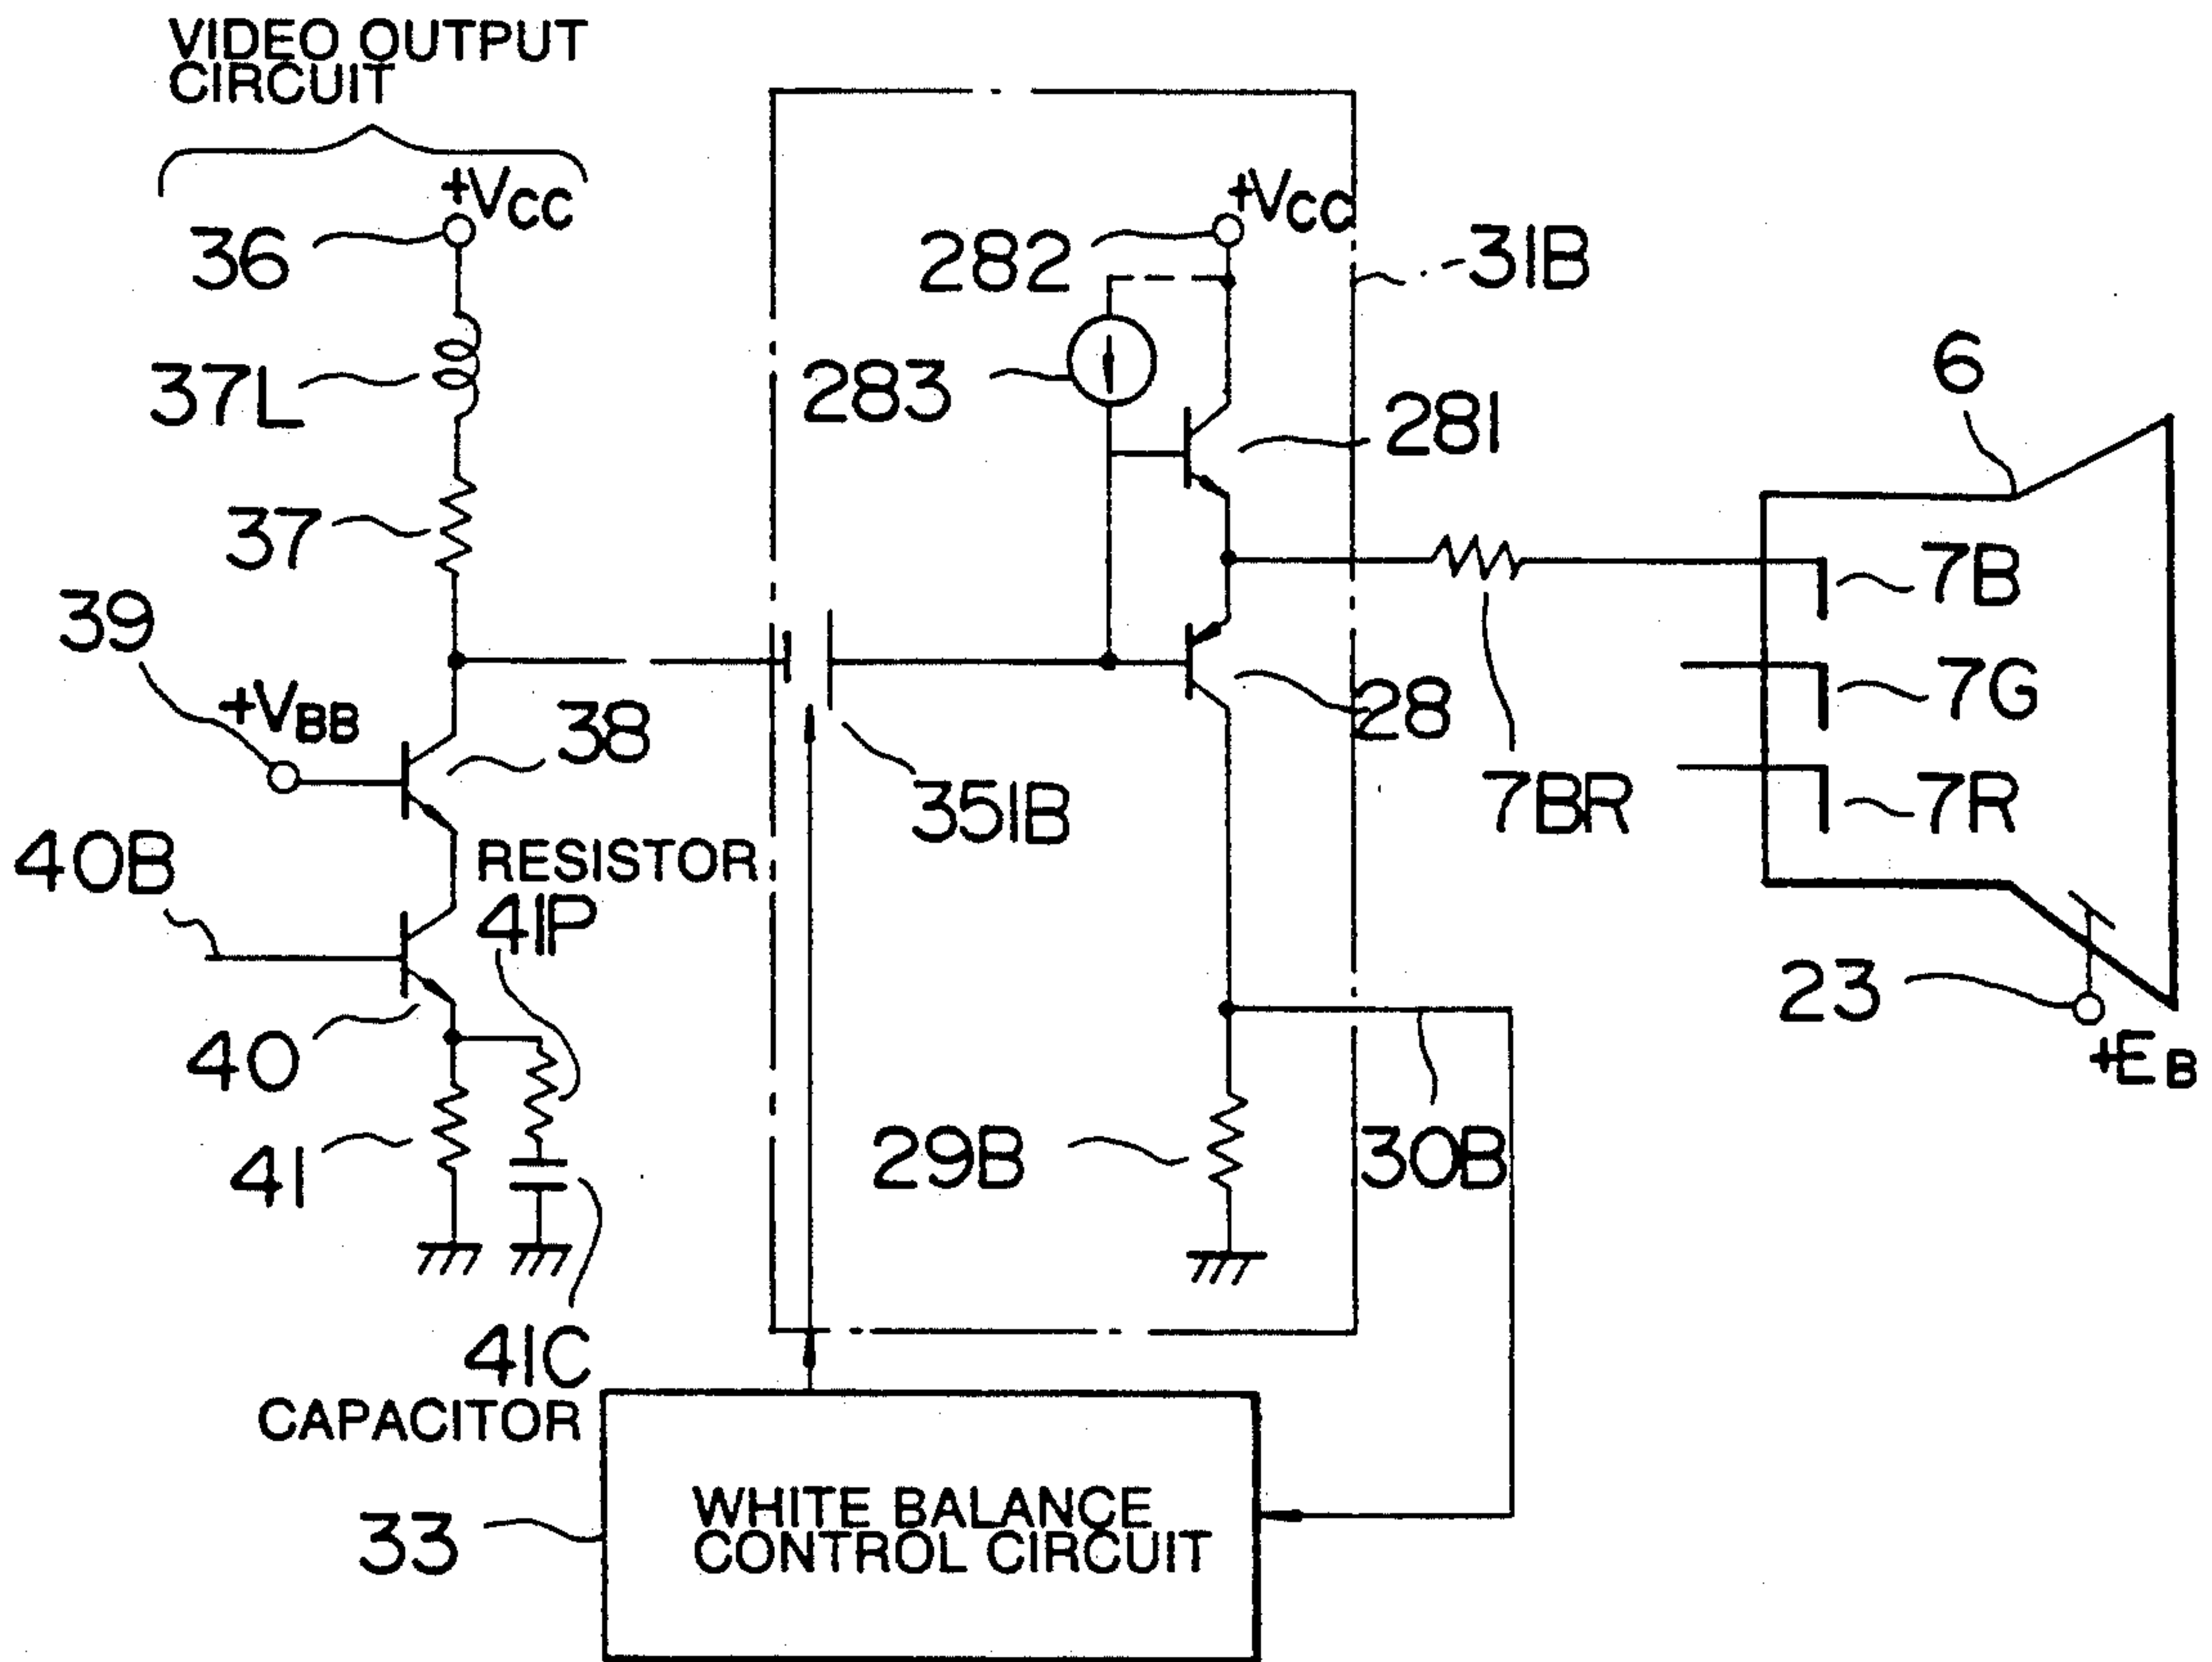 VIDEO OUTPUT
CIRCUIT
+VCC
36
37L
37
39
+VBB
38
40B
RESISTOR
41P
40
41
41C
CAPACITOR
+VCC
282
31B
283
281
28
351B
7BR
29B
30B
6
7B
7G
7R
23
+EB
33
WHITE BALANCE
CONTROL CIRCUIT